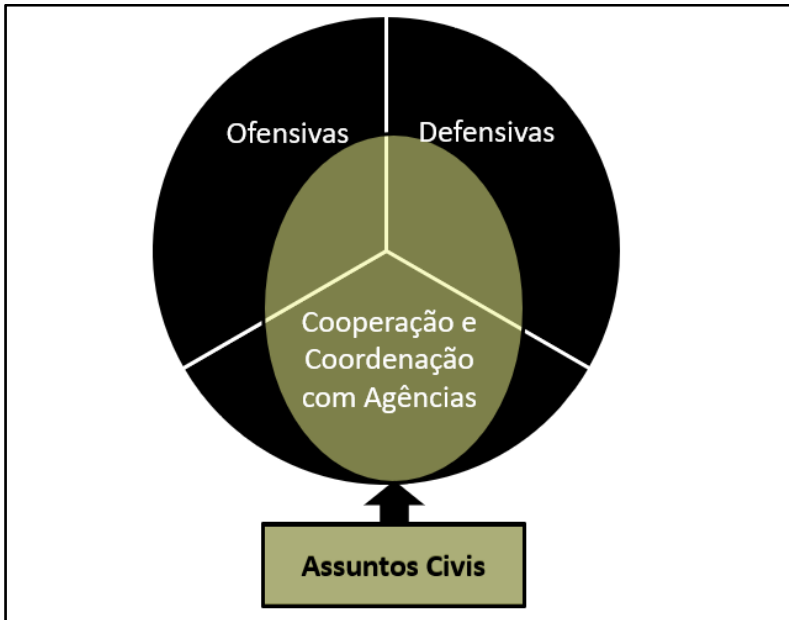 Ofensivas
Defensivas
Cooperação e
Coordenação
com Agências
Assuntos Civis